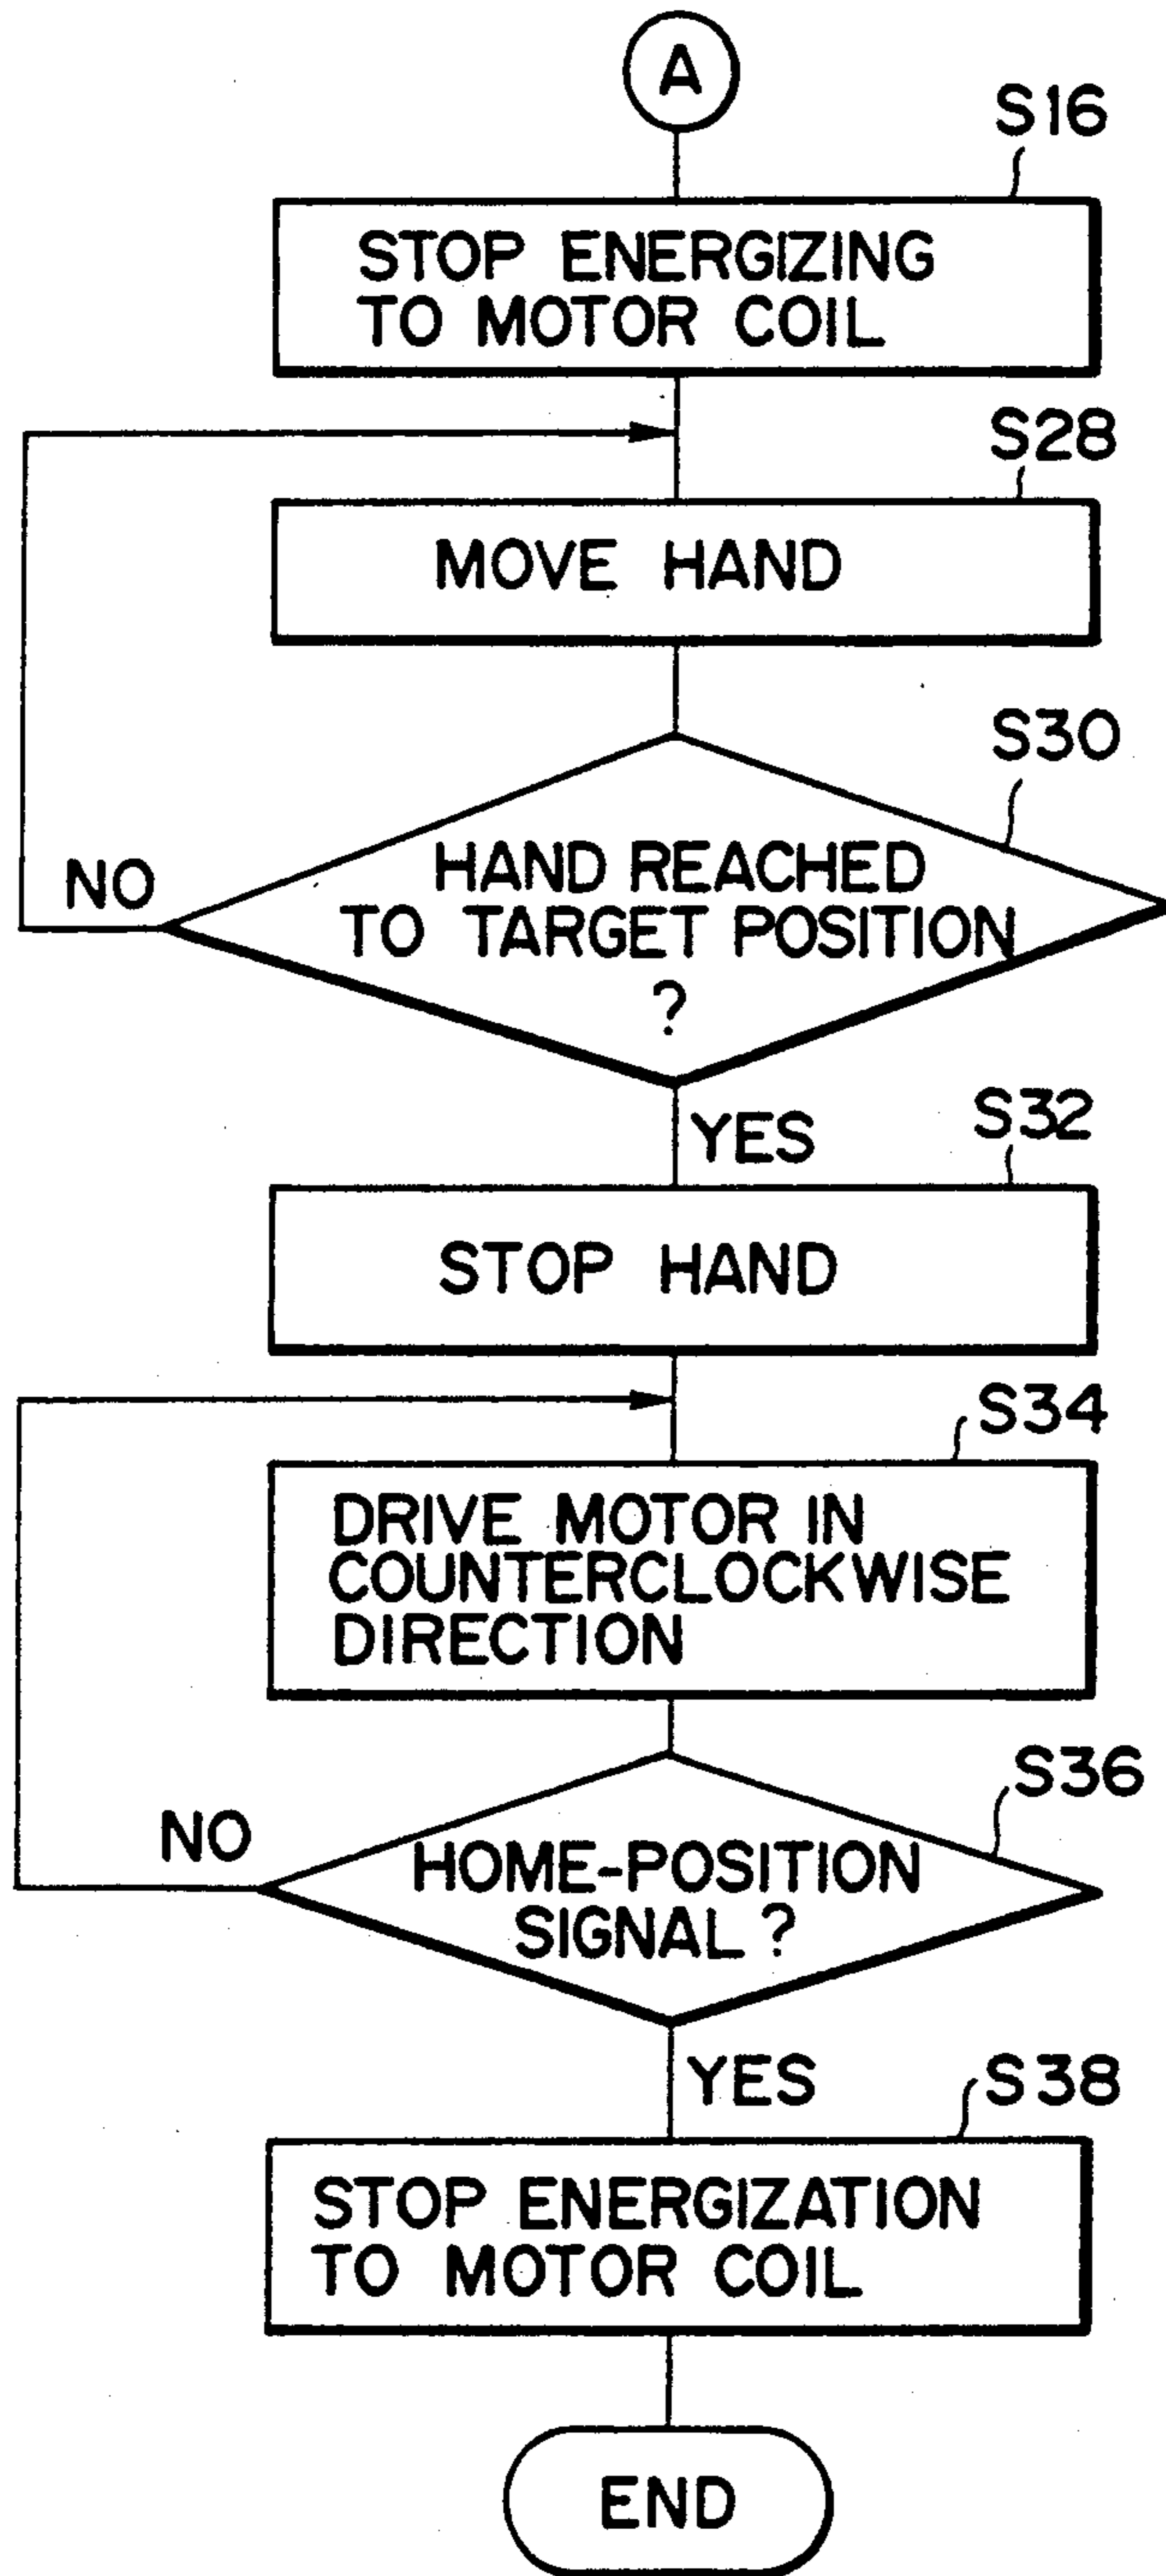 A
S16
STOP ENERGIZING
TO MOTOR COIL
S28
MOVE HAND
S30
HAND REACHED
TO TARGET POSITION
?
NO
YES
S32
STOP HAND
S34
DRIVE MOTOR IN
COUNTERCLOCKWISE
DIRECTION
S36
HOME-POSITION
SIGNAL ?
NO
YES
S38
STOP ENERGIZATION
TO MOTOR COIL
END